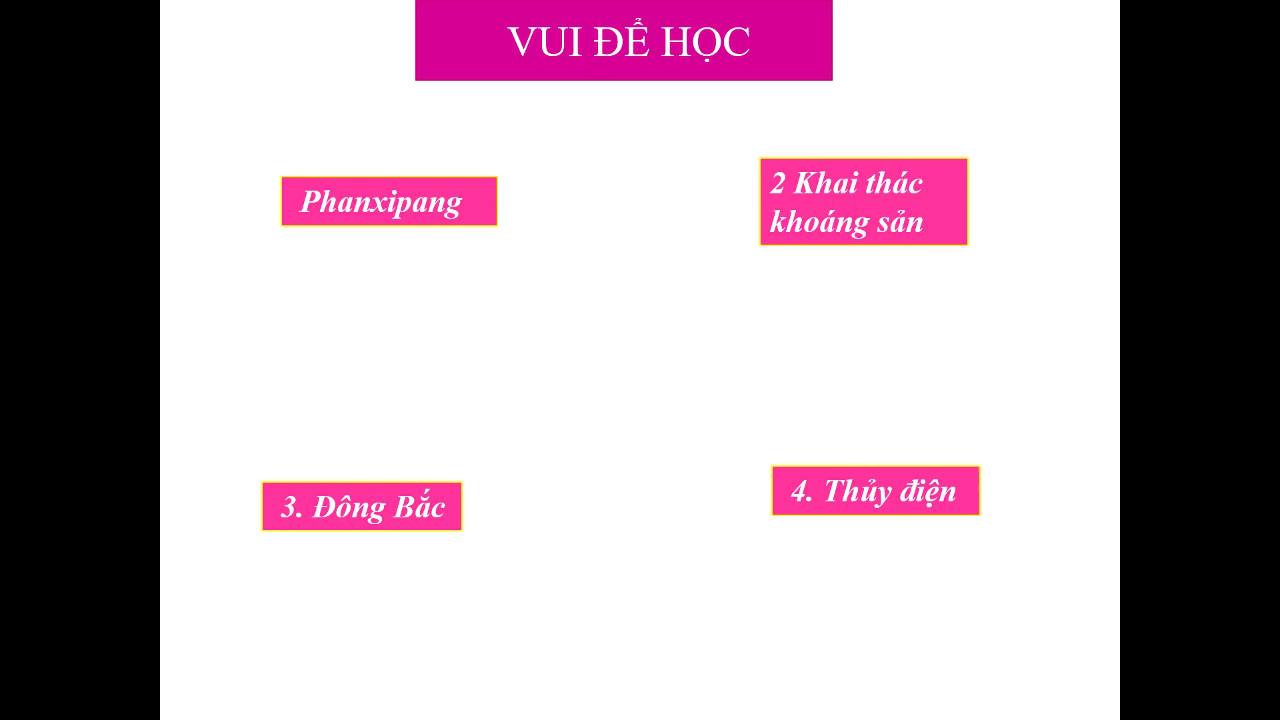 VUI ĐỂ HỌC
Phanxipang
2 Khai thác
khoáng sản
3. Đông Bắc
4. Thủy điện